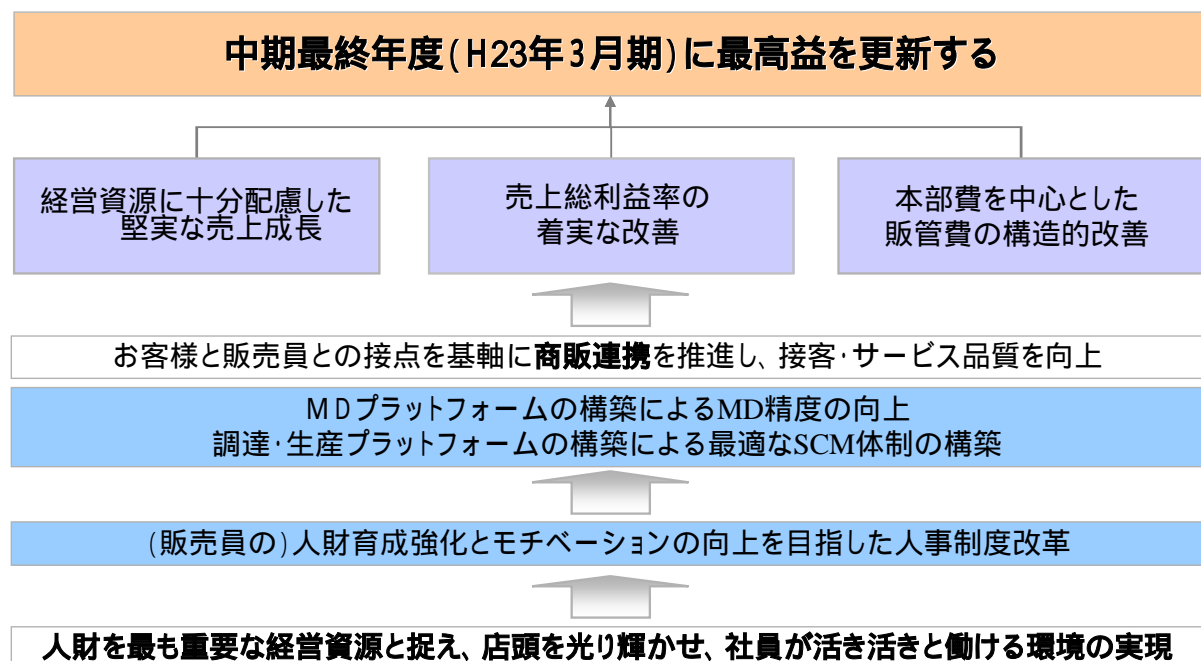 中期最終年度(H23年3月期)に最高益を更新する
経営資源に十分配慮した
堅実な売上成長
売上総利益率の
着実な改善
本部費を中心とした
販管費の構造的改善
お客様と販売員との接点を基軸に商販連携を推進し、接客・サービス品質を向上
MDプラットフォームの構築によるMD精度の向上
調達・生産プラットフォームの構築による最適なSCM体制の構築
(販売員の)人財育成強化とモチベーションの向上を目指した人事制度改革
人財を最も重要な経営資源と捉え、店頭を光り輝かせ、社員が活き活きと働ける環境の実現